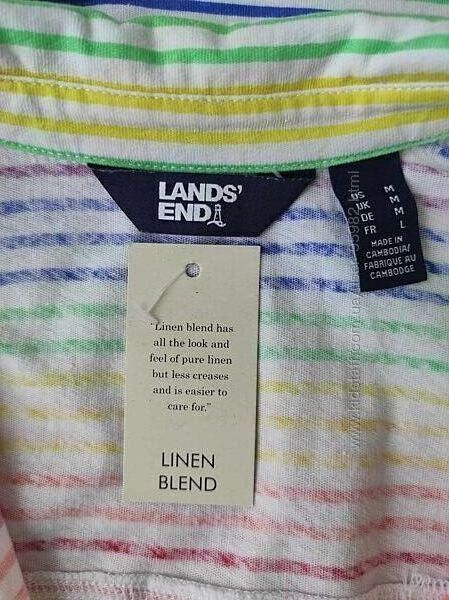 LANDS'
END
US M
UK M
DE M
FR L
MADE IN
CAMBODIA/
FABRIQUE AU
CAMBODGE
"Linen blend has
all the look and
feel of pure linen
but less creases
and is easier to
care for."
LINEN
BLEND